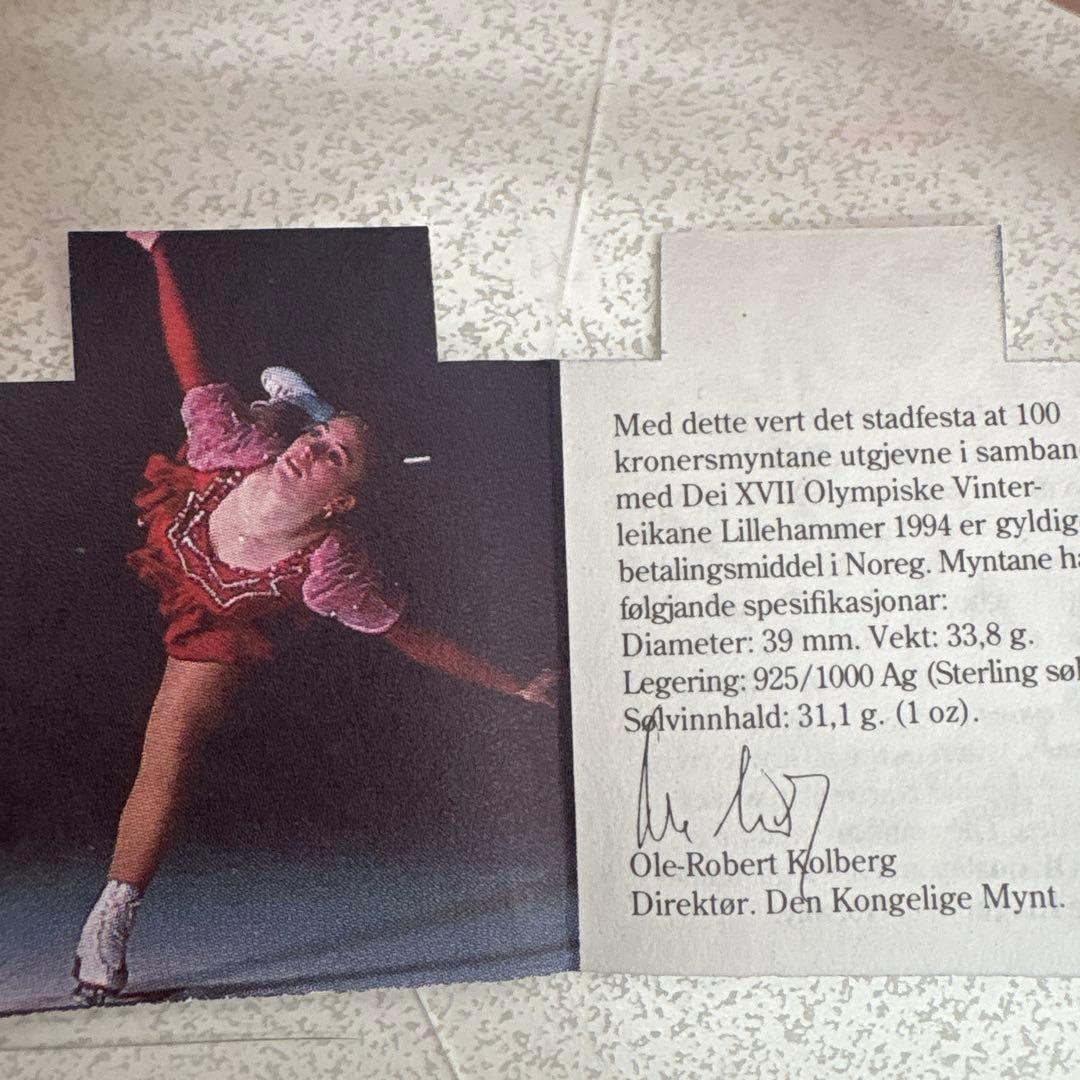 Med dette vert det stadfesta at 100
kronersmyntane utgjevne i samban
med Dei XVII Olympiske Vinter-
leikane Lillehammer 1994 er gyldig
betalingsmiddel i Noreg. Myntane ha
følgjande spesifikasjonar:
Diameter: 39 mm. Vekt: 33,8 g.
Legering: 925/1000 Ag (Sterling søl
Sølvinnhald: 31,1 g. (1 oz).
Ole-Robert Kolberg
Direktør. Den Kongelige Mynt.